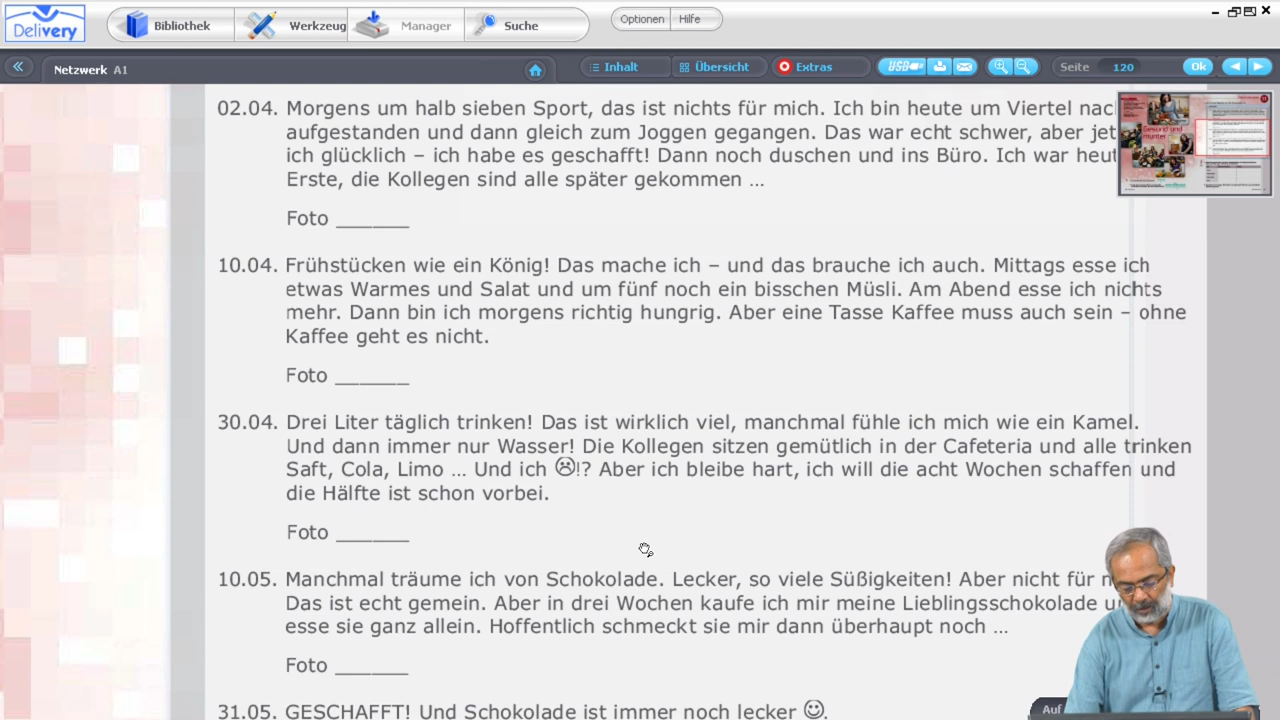 Delivery
Bibliothek
Werkzeug
Manager
Suche
Optionen
Hilfe
Netzwerk A1
Inhalt
Übersicht
Extras
USB
Seite 120
Ok
02.04. Morgens um halb sieben Sport, das ist nichts für mich. Ich bin heute um Viertel nach
aufgestanden und dann gleich zum Joggen gegangen. Das war echt schwer, aber jet
ich glücklich – ich habe es geschafft! Dann noch duschen und ins Büro. Ich war heut
Erste, die Kollegen sind alle später gekommen ...
Foto ______
10.04. Frühstücken wie ein König! Das mache ich – und das brauche ich auch. Mittags esse ich
etwas Warmes und Salat und um fünf noch ein bisschen Müsli. Am Abend esse ich nichts
mehr. Dann bin ich morgens richtig hungrig. Aber eine Tasse Kaffee muss auch sein – ohne
Kaffee geht es nicht.
Foto ______
30.04. Drei Liter täglich trinken! Das ist wirklich viel, manchmal fühle ich mich wie ein Kamel.
Und dann immer nur Wasser! Die Kollegen sitzen gemütlich in der Cafeteria und alle trinken
Saft, Cola, Limo ... Und ich ☹!? Aber ich bleibe hart, ich will die acht Wochen schaffen und
die Hälfte ist schon vorbei.
Foto ______
10.05. Manchmal träume ich von Schokolade. Lecker, so viele Süßigkeiten! Aber nicht für
Das ist echt gemein. Aber in drei Wochen kaufe ich mir meine Lieblingsschokolade
esse sie ganz allein. Hoffentlich schmeckt sie mir dann überhaupt noch ...
Foto ______
31.05. GESCHAFFT! Und Schokolade ist immer noch lecker ☺.
Auf
Gesund und
munter